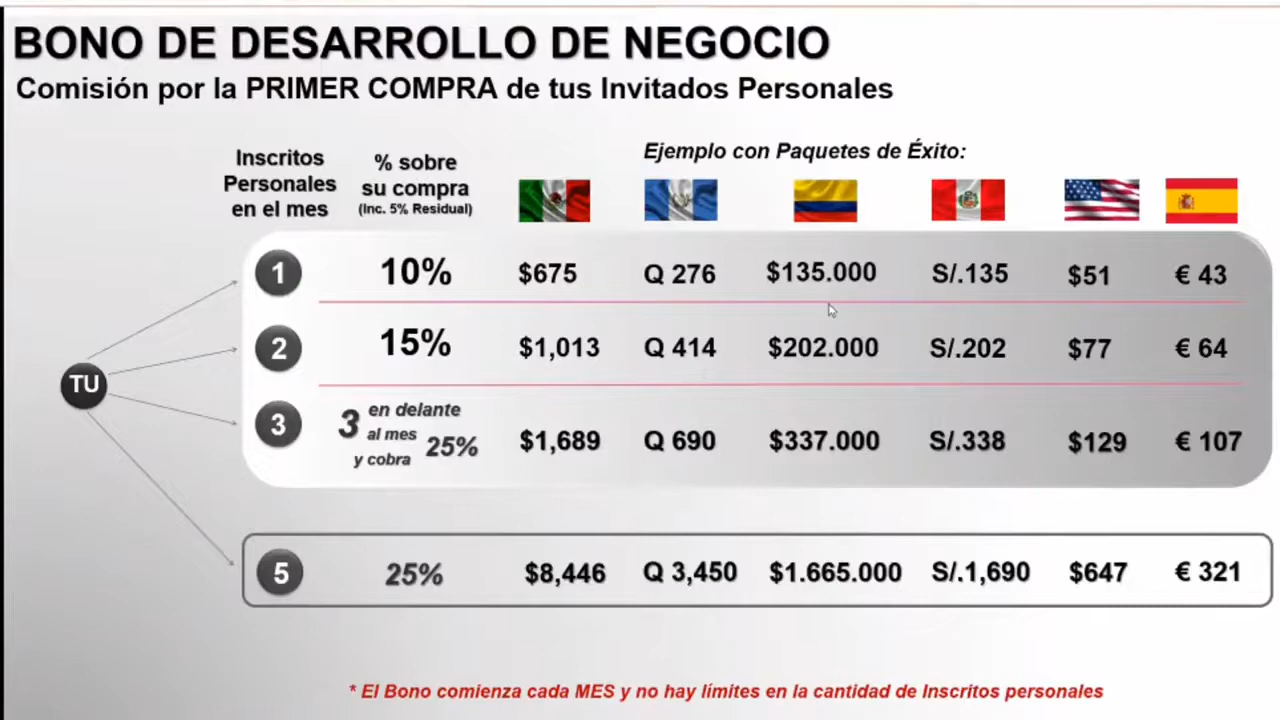 BONO DE DESARROLLO DE NEGOCIO
Comisión por la PRIMER COMPRA de tus Invitados Personales
Inscritos
Personales
en el mes
% sobre
su compra
(Inc. 5% Residual)
Ejemplo con Paquetes de Éxito:
TU
1 10% $675 Q 276 $135.000 S/.135 $51 € 43
2 15% $1,013 Q 414 $202.000 S/.202 $77 € 64
3 3 en delante
al mes
y cobra 25% $1,689 Q 690 $337.000 S/.338 $129 € 107
5 25% $8,446 Q 3,450 $1.665.000 S/.1,690 $647 € 321
* El Bono comienza cada MES y no hay límites en la cantidad de Inscritos personales